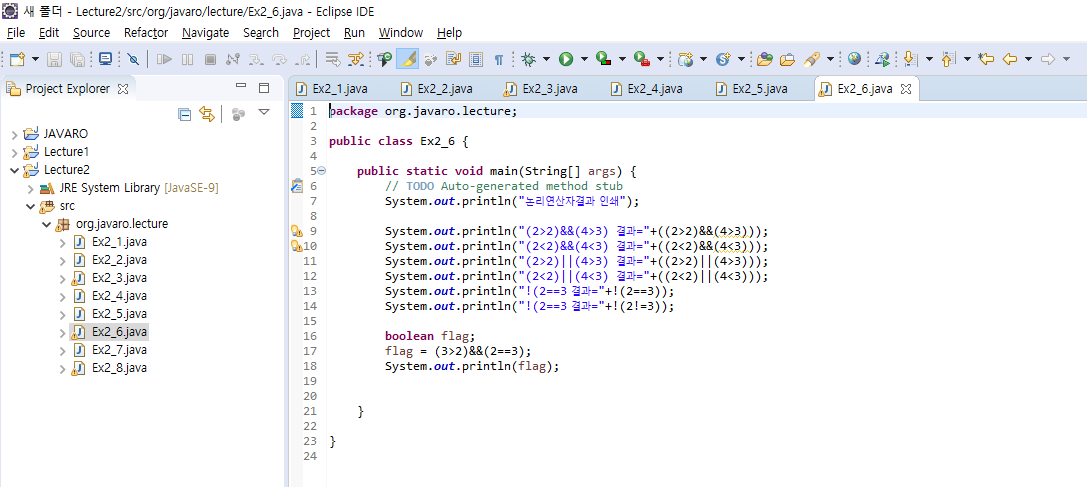 새 폴더 - Lecture2/src/org/javaro/lecture/Ex2_6.java - Eclipse IDE
File Edit Source Refactor Navigate Search Project Run Window Help
Project Explorer
JAVARO
Lecture1
Lecture2
JRE System Library [JavaSE-9]
src
org.javaro.lecture
Ex2_1.java
Ex2_2.java
Ex2_3.java
Ex2_4.java
Ex2_5.java
Ex2_6.java
Ex2_7.java
Ex2_8.java
Ex2_1.java Ex2_2.java Ex2_3.java Ex2_4.java Ex2_5.java Ex2_6.java
1 package org.javaro.lecture;
2
3 public class Ex2_6 {
4
5 public static void main(String[] args) {
6 // TODO Auto-generated method stub
7 System.out.println("논리연산자결과 인쇄");
8
9 System.out.println("(2>2)&&(4>3) 결과="+((2>2)&&(4>3)));
10 System.out.println("(2<2)&&(4<3) 결과="+((2<2)&&(4<3)));
11 System.out.println("(2>2)||(4>3) 결과="+((2>2)||(4>3)));
12 System.out.println("(2<2)||(4<3) 결과="+((2<2)||(4<3)));
13 System.out.println("!(2==3 결과="+!(2==3));
14 System.out.println("!(2==3 결과="+!(2!=3));
15
16 boolean flag;
17 flag = (3>2)&&(2==3);
18 System.out.println(flag);
19
20
21 }
22
23 }
24